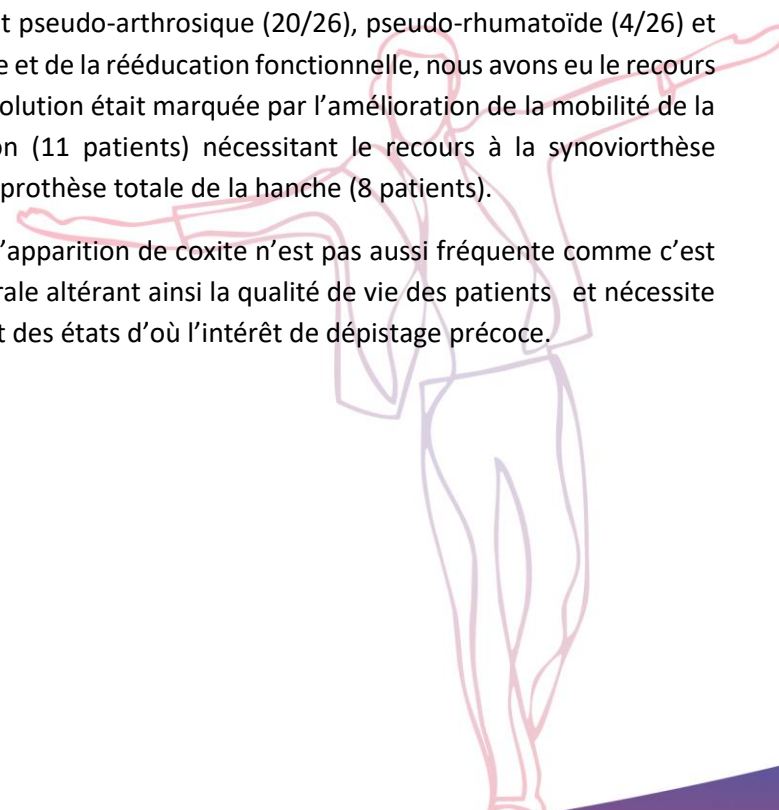 t pseudo-arthrosique (20/26), pseudo-rhumatoïde (4/26) et
e et de la rééducation fonctionnelle, nous avons eu le recours
olution était marquée par l’amélioration de la mobilité de la
on (11 patients) nécessitant le recours à la synoviorthèse
prothèse totale de la hanche (8 patients).
’apparition de coxite n’est pas aussi fréquente comme c’est
rale altérant ainsi la qualité de vie des patients et nécessite
t des états d’où l’intérêt de dépistage précoce.